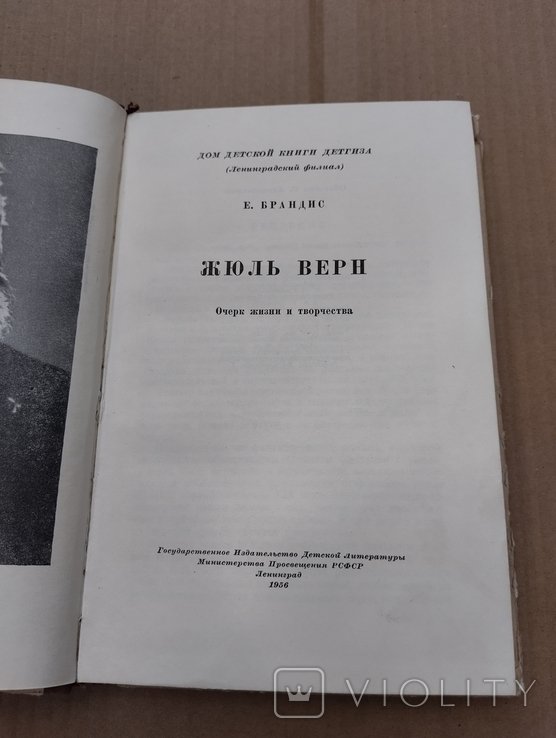 ДОМ ДЕТСКОЙ КНИГИ ДЕТГИЗА
(Ленинградский филиал)
Е. БРАНДИС
ЖЮЛЬ ВЕРН
Очерк жизни и творчества
Государственное Издательство Детской Литературы
Министерства Просвещения РСФСР
Ленинград
1956
VIOLITY